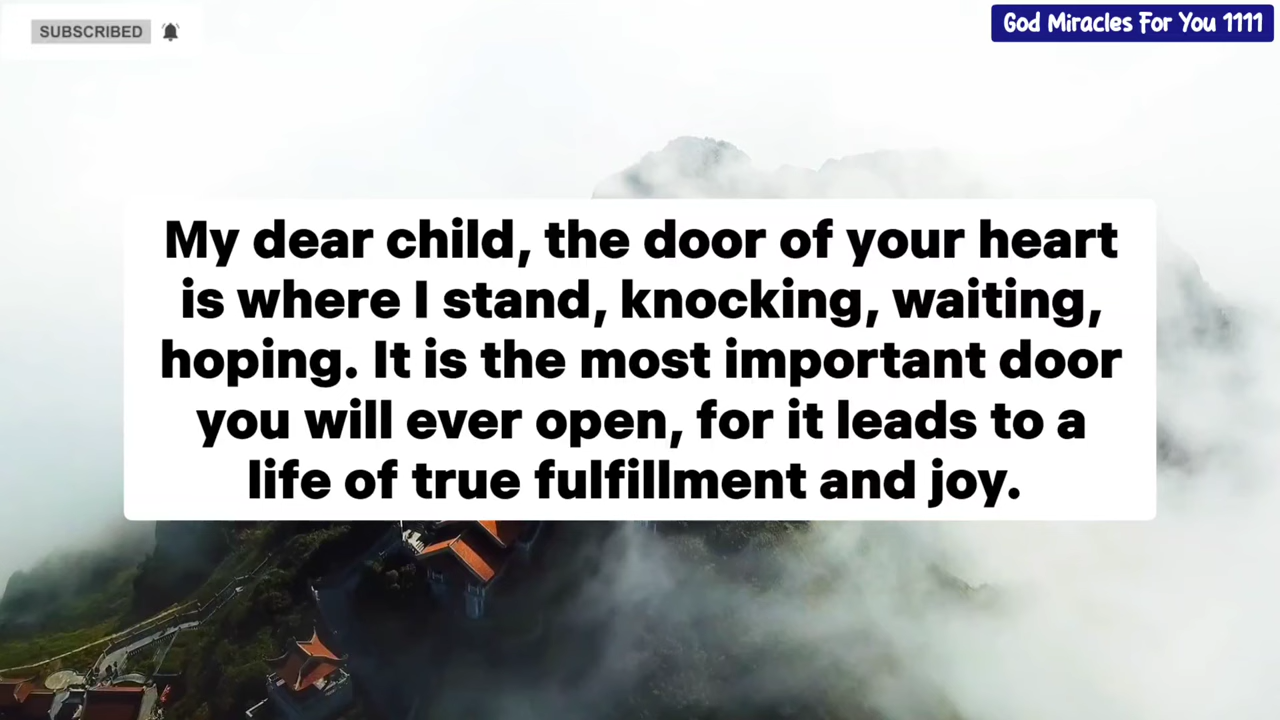 SUBSCRIBED
God Miracles For You 1111
My dear child, the door of your heart
is where I stand, knocking, waiting,
hoping. It is the most important door
you will ever open, for it leads to a
life of true fulfillment and joy.